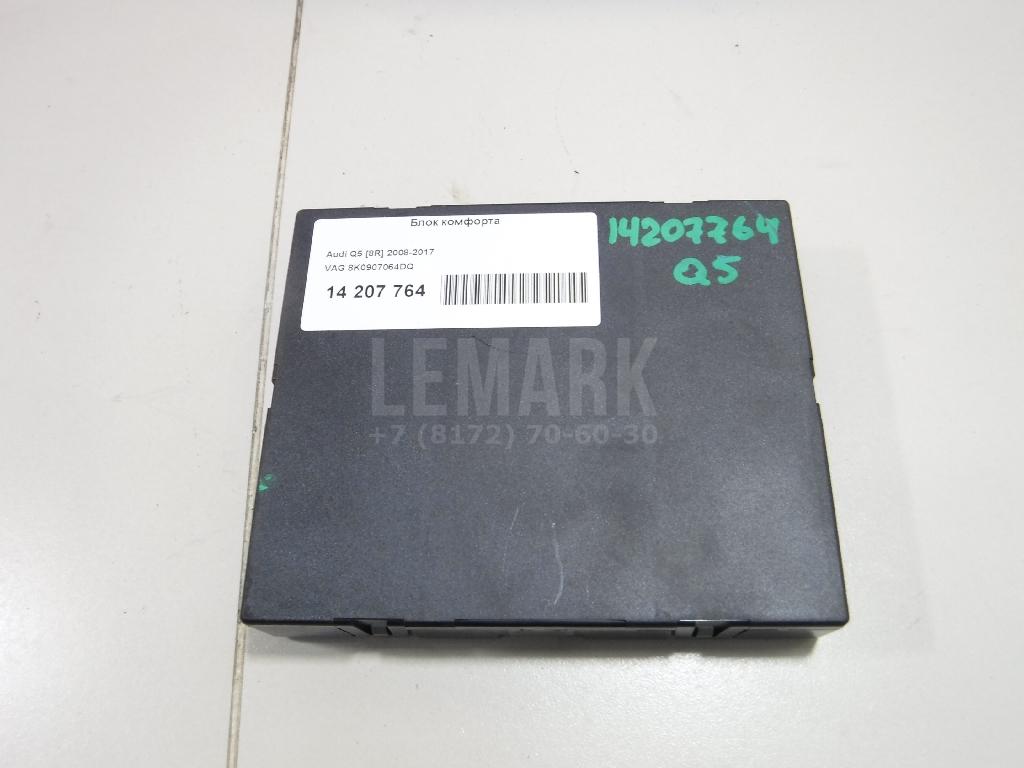 Блок комфорта
Audi Q5 [8R] 2008-2017
VAG 8K0907064DQ
14 207 764
14207764
Q5
LEMARK
+7 (8172) 70-60-30